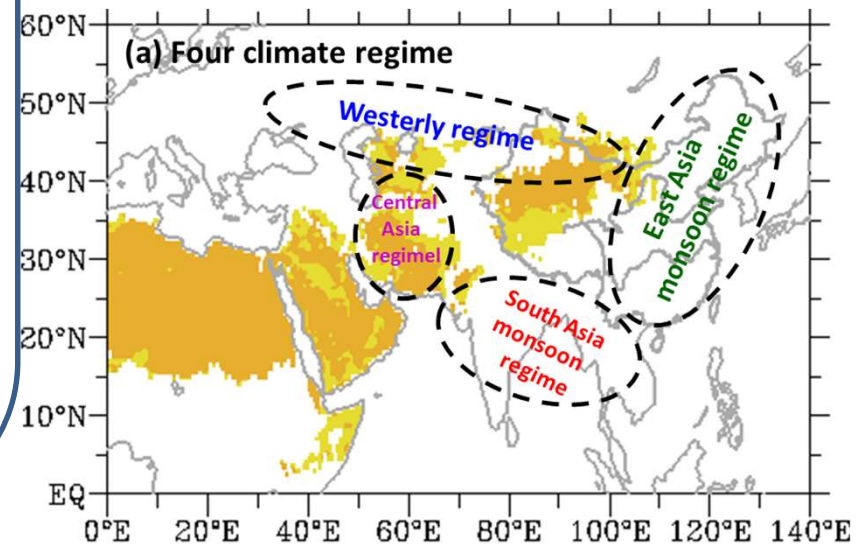 60°N
(a) Four climate regime
50°N
Westerly regime
40°N
Central
Asia
regimel
East Asia
monsoon regime
30°N
South Asia
monsoon
regime
20°N
10°N
EQ
0°E 20°E 40°E 60°E 80°E 100°E 120°E 140°E